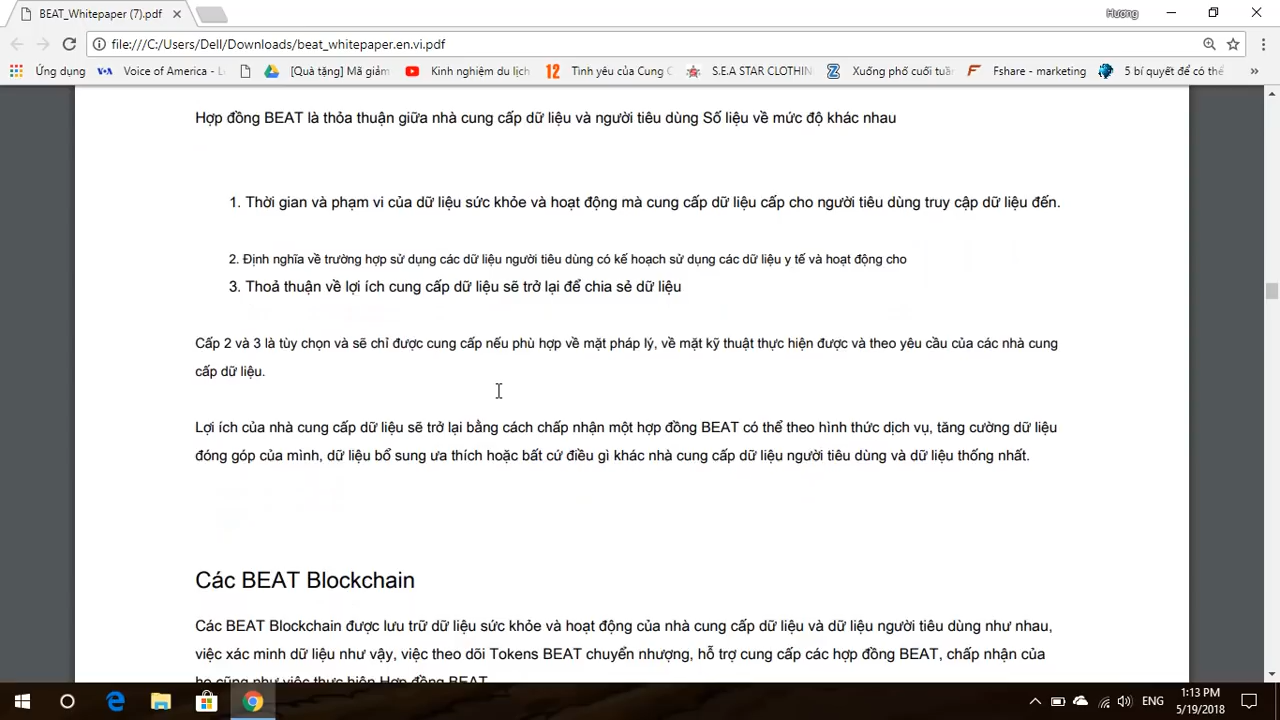 BEAT_Whitepaper (7).pdf
Hương
file:///C:/Users/Dell/Downloads/beat_whitepaper.en.vi.pdf
Ứng dụng Voice of America - L [Quà tặng] Mã giảm Kinh nghiệm du lịch 12 Tình yêu của Cung C S.E.A STAR CLOTHIN Z Xuống phố cuối tuần F Fshare - marketing 5 bí quyết để có thể »
Hợp đồng BEAT là thỏa thuận giữa nhà cung cấp dữ liệu và người tiêu dùng Số liệu về mức độ khác nhau
1. Thời gian và phạm vi của dữ liệu sức khỏe và hoạt động mà cung cấp dữ liệu cấp cho người tiêu dùng truy cập dữ liệu đến.
2. Định nghĩa về trường hợp sử dụng các dữ liệu người tiêu dùng có kế hoạch sử dụng các dữ liệu y tế và hoạt động cho
3. Thoả thuận về lợi ích cung cấp dữ liệu sẽ trở lại để chia sẻ dữ liệu
Cấp 2 và 3 là tùy chọn và sẽ chỉ được cung cấp nếu phù hợp về mặt pháp lý, về mặt kỹ thuật thực hiện được và theo yêu cầu của các nhà cung
cấp dữ liệu.
Lợi ích của nhà cung cấp dữ liệu sẽ trở lại bằng cách chấp nhận một hợp đồng BEAT có thể theo hình thức dịch vụ, tăng cường dữ liệu
đóng góp của mình, dữ liệu bổ sung ưa thích hoặc bất cứ điều gì khác nhà cung cấp dữ liệu người tiêu dùng và dữ liệu thống nhất.
Các BEAT Blockchain
Các BEAT Blockchain được lưu trữ dữ liệu sức khỏe và hoạt động của nhà cung cấp dữ liệu và dữ liệu người tiêu dùng như nhau,
việc xác minh dữ liệu như vậy, việc theo dõi Tokens BEAT chuyển nhượng, hỗ trợ cung cấp các hợp đồng BEAT, chấp nhận của
họ cũng như việc thực hiện Hợp đồng BEAT.
ENG
1:13 PM
5/19/2018